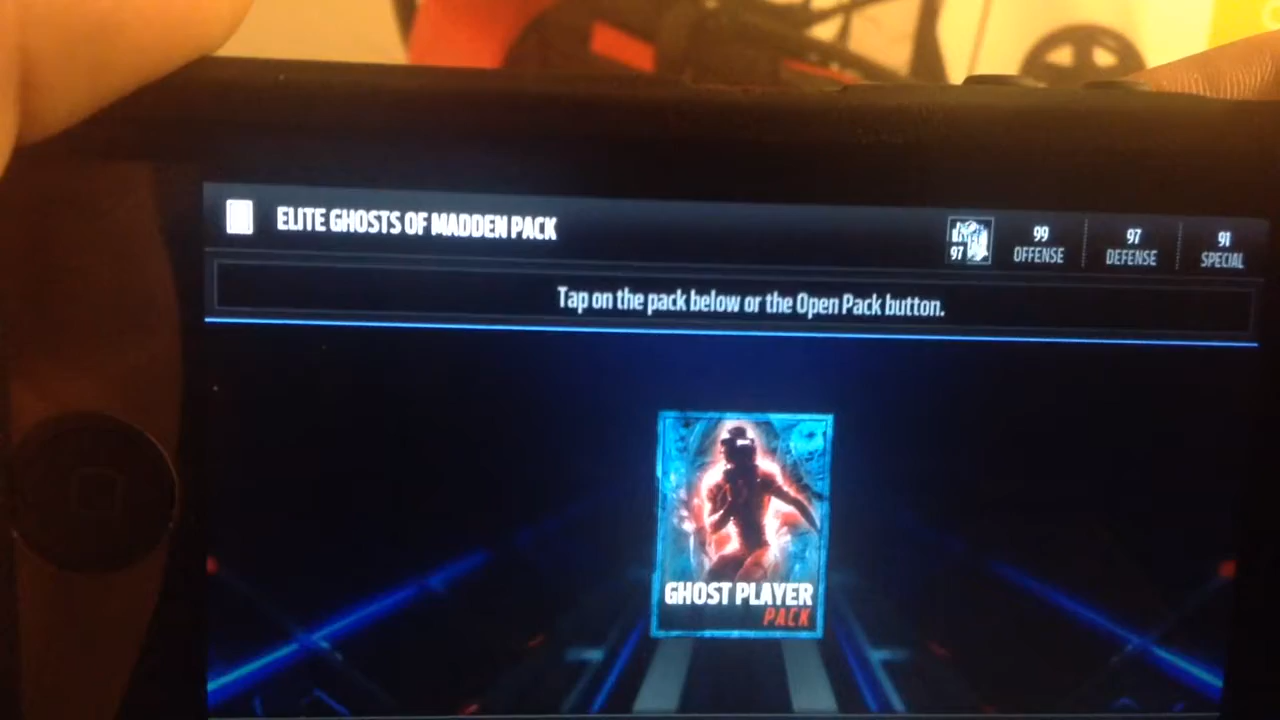 ELITE GHOSTS OF MADDEN PACK
97
99
OFFENSE
97
DEFENSE
91
SPECIAL
Tap on the pack below or the Open Pack button.
GHOST PLAYER
PACK